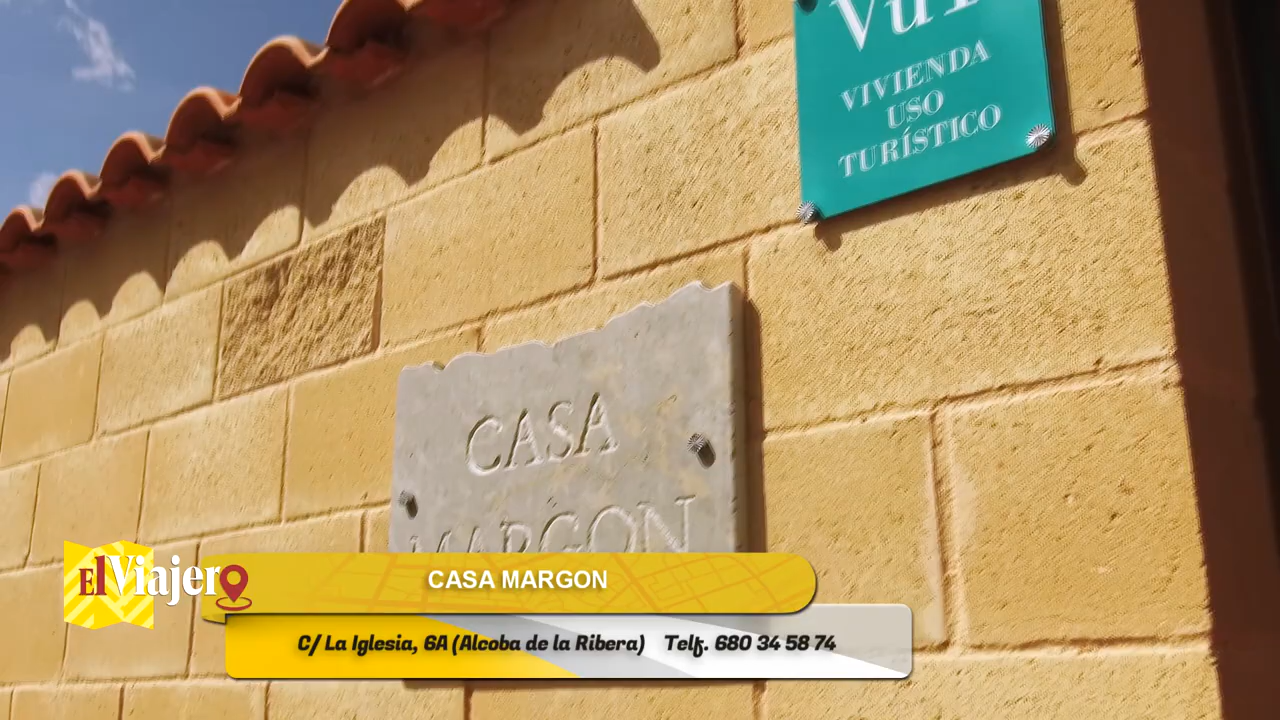 VuT
VIVIENDA
USO
TURÍSTICO
CASA
MARGON
El Viajero
CASA MARGON
C/ La Iglesia, 6A (Alcoba de la Ribera) Telf. 680 34 58 74